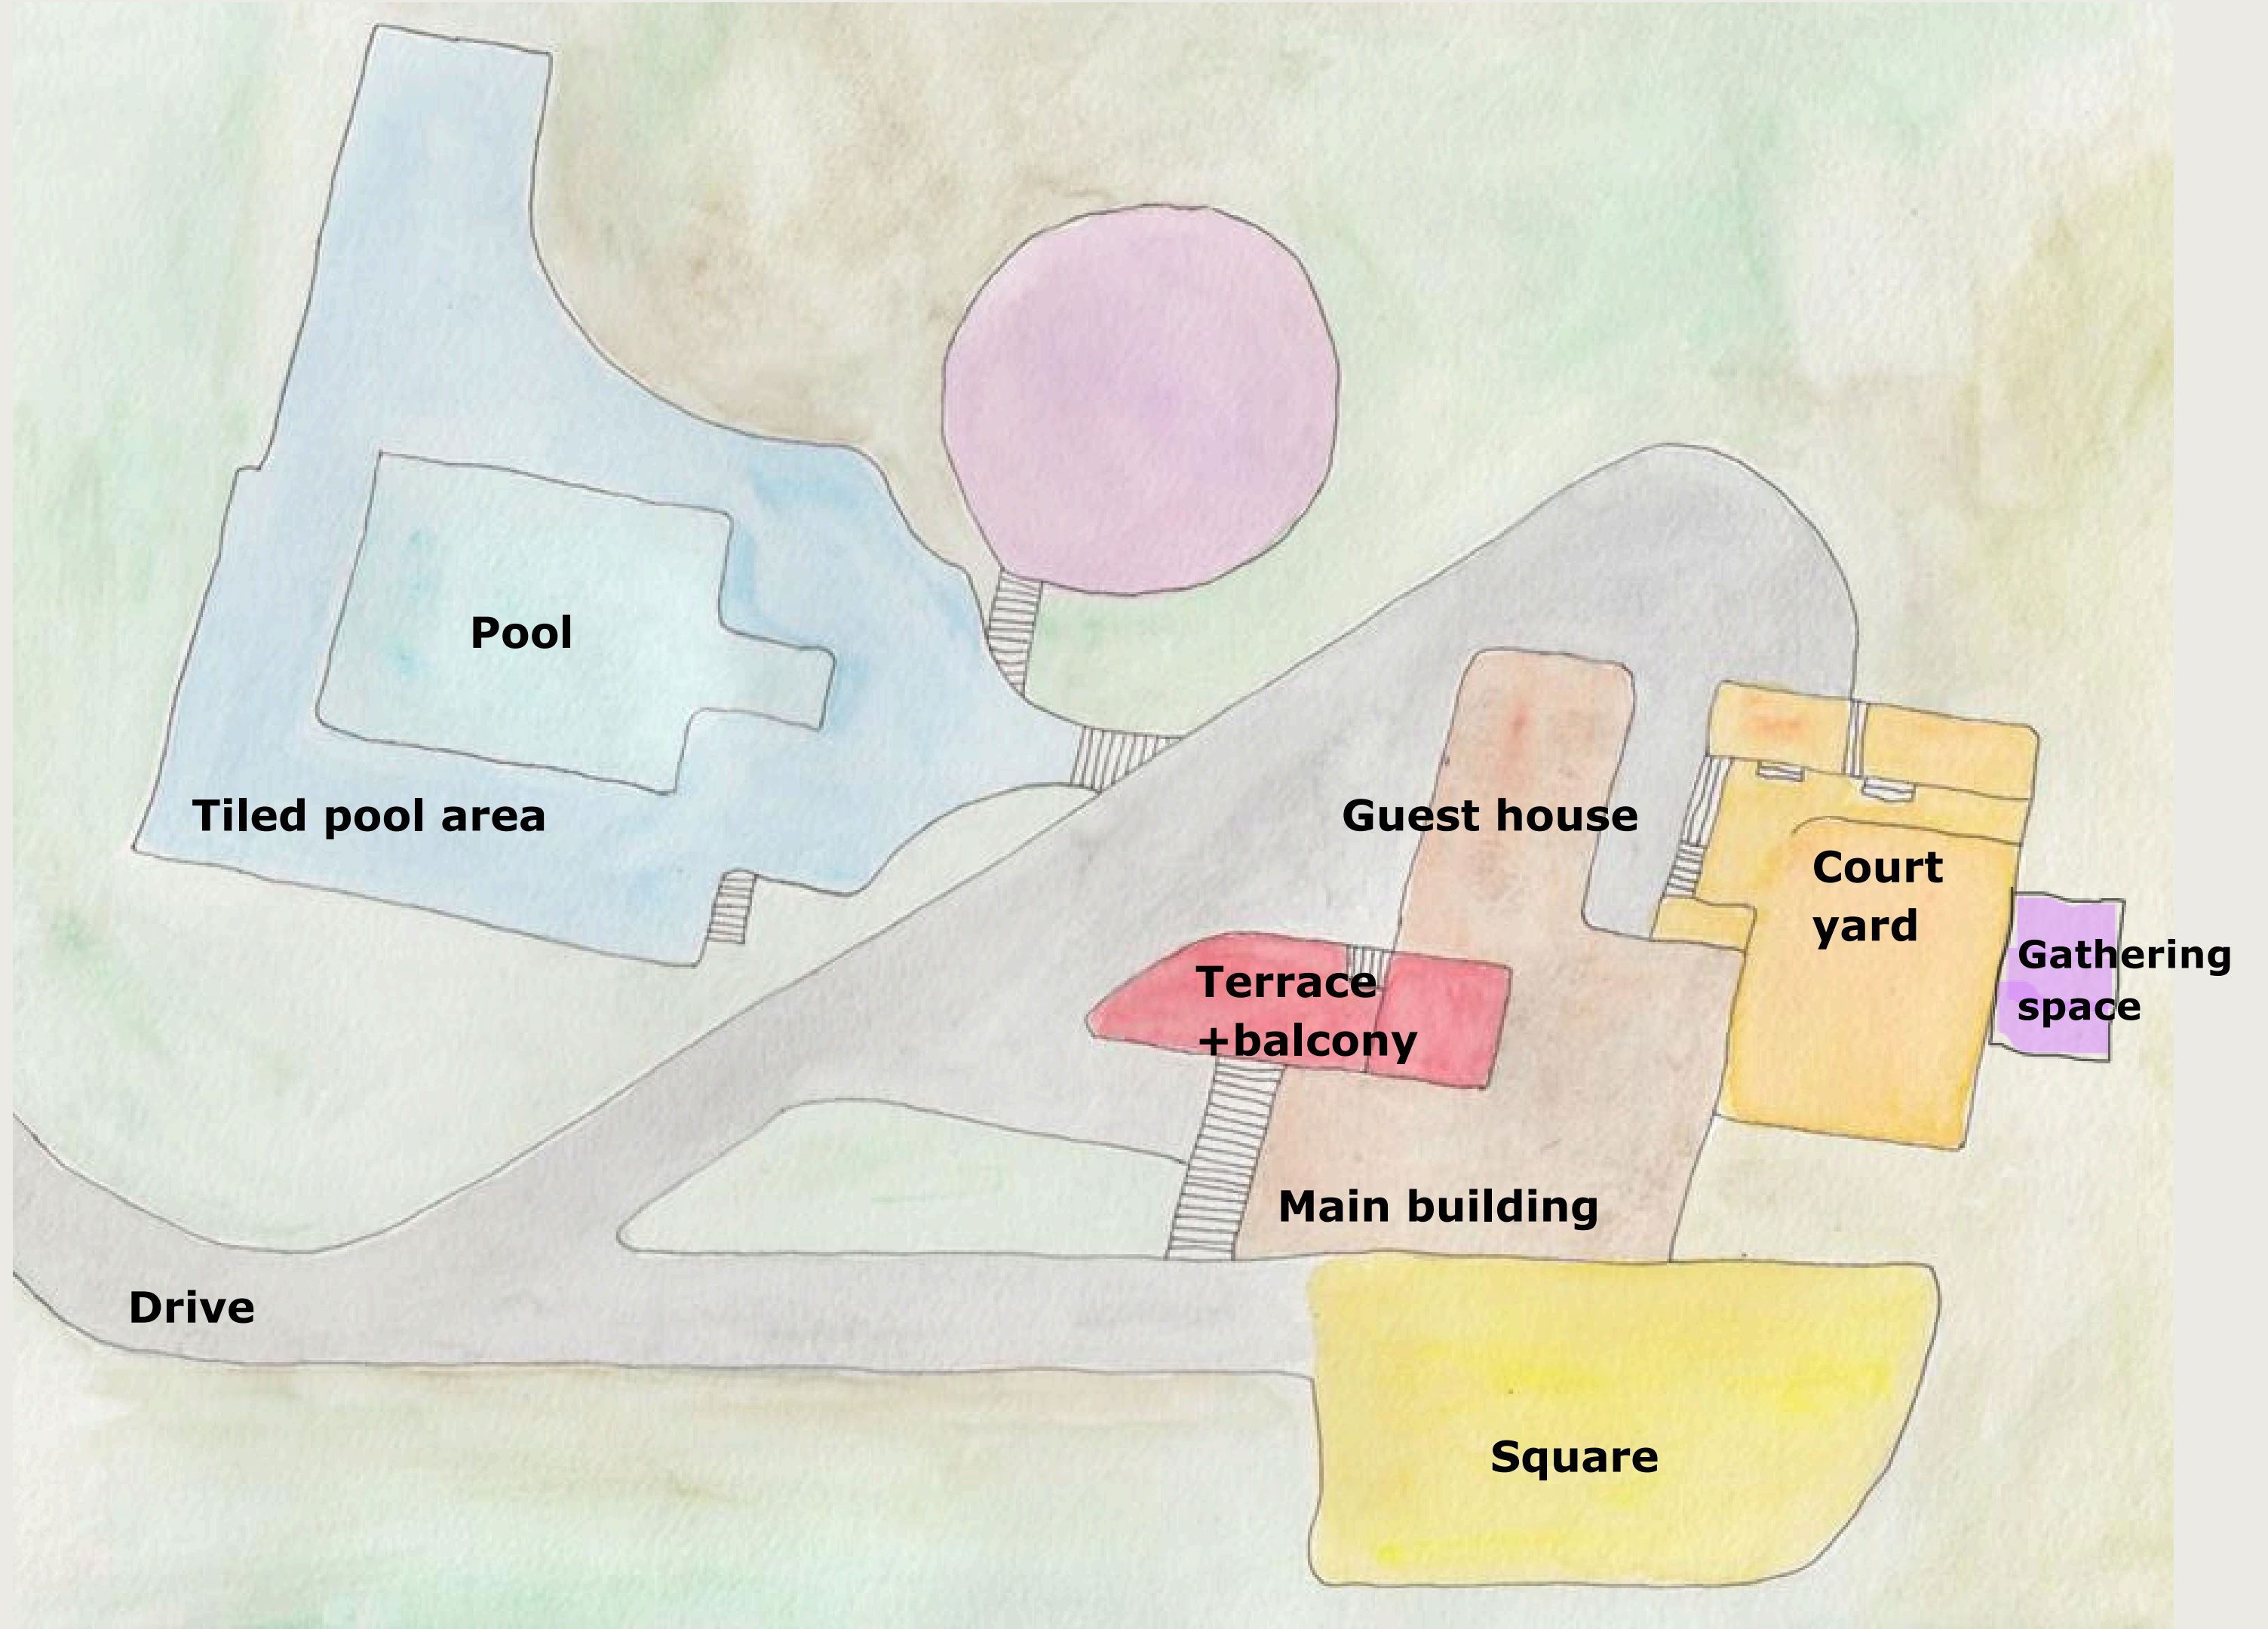 Pool
Tiled pool area
Guest house
Court
yard
Gathering
space
Terrace
+balcony
Main building
Drive
Square